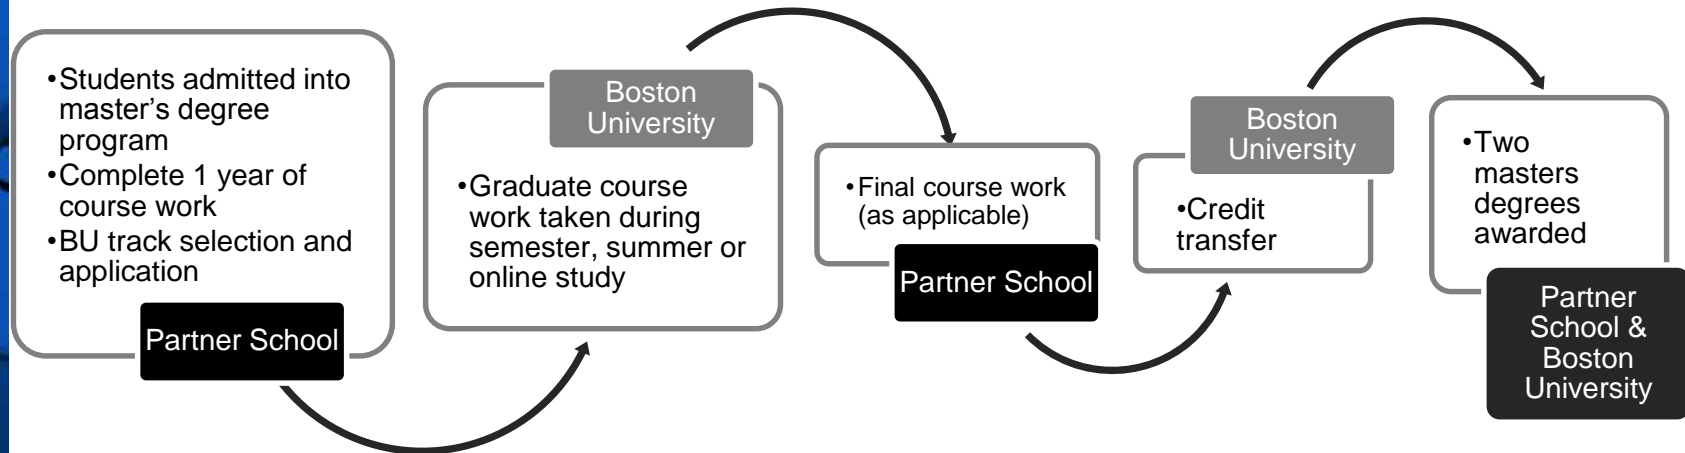 •Students admitted into
master’s degree
program
•Complete 1 year of
course work
•BU track selection and
application
Partner School
Boston
University
•Graduate course
work taken during
semester, summer or
online study
•Final course work
(as applicable)
Partner School
Boston
University
•Credit
transfer
•Two
masters
degrees
awarded
Partner
School &
Boston
University